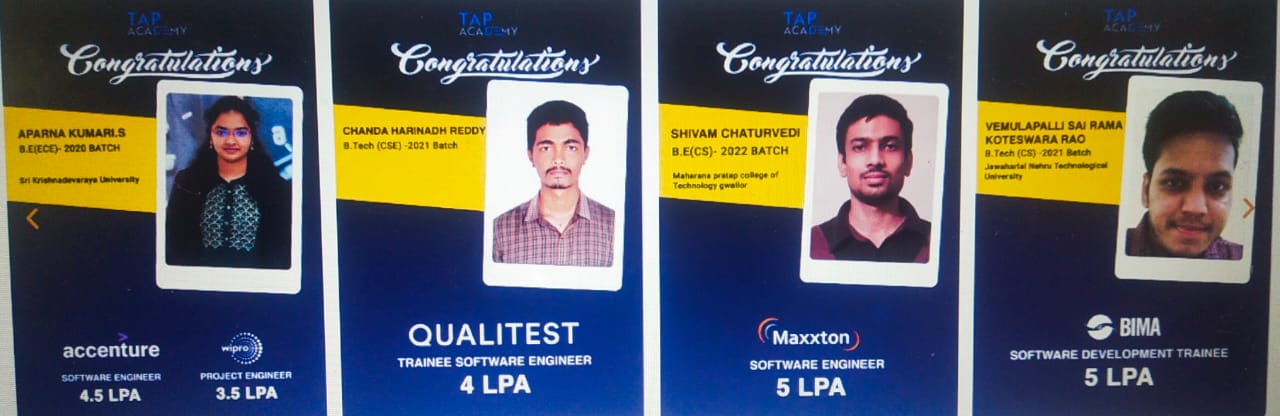 TAP
ACADEMY
Congratulations
APARNA KUMARI.S
B.E(ECE)- 2020 BATCH
Sri Krishnadevaraya University
accenture
SOFTWARE ENGINEER
4.5 LPA
wipro
PROJECT ENGINEER
3.5 LPA
TAP
ACADEMY
Congratulations
CHANDA HARINADH REDDY
B.Tech (CSE) -2021 Batch
QUALITEST
TRAINEE SOFTWARE ENGINEER
4 LPA
TAP
ACADEMY
Congratulations
SHIVAM CHATURVEDI
B.E(CS)- 2022 BATCH
Maharana pratap college of
Technology gwalior
Maxxton
SOFTWARE ENGINEER
5 LPA
TAP
ACADEMY
Congratulations
VEMULAPALLI SAI RAMA
KOTESWARA RAO
B.Tech (CS) -2021 Batch
Jawaharlal Nehru Technological
University
BIMA
SOFTWARE DEVELOPMENT TRAINEE
5 LPA